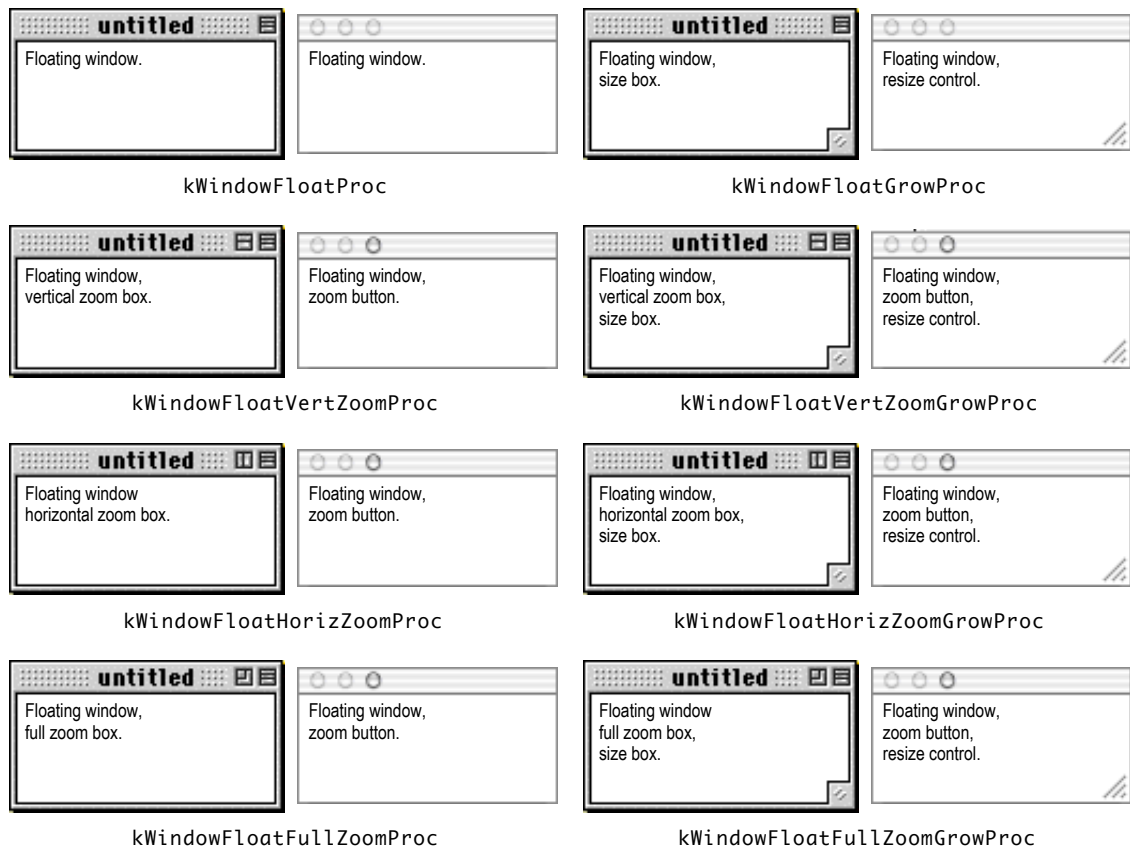 untitled
Floating window.
Floating window.
kWindowFloatProc
untitled
Floating window,
size box.
Floating window,
resize control.
kWindowFloatGrowProc
untitled
Floating window,
vertical zoom box.
Floating window,
zoom button.
kWindowFloatVertZoomProc
untitled
Floating window,
vertical zoom box,
size box.
Floating window,
zoom button,
resize control.
kWindowFloatVertZoomGrowProc
untitled
Floating window
horizontal zoom box.
Floating window,
zoom button.
kWindowFloatHorizZoomProc
untitled
Floating window,
horizontal zoom box,
size box.
Floating window,
zoom button,
resize control.
kWindowFloatHorizZoomGrowProc
untitled
Floating window,
full zoom box.
Floating window,
zoom button.
kWindowFloatFullZoomProc
untitled
Floating window
full zoom box,
size box.
Floating window,
zoom button,
resize control.
kWindowFloatFullZoomGrowProc